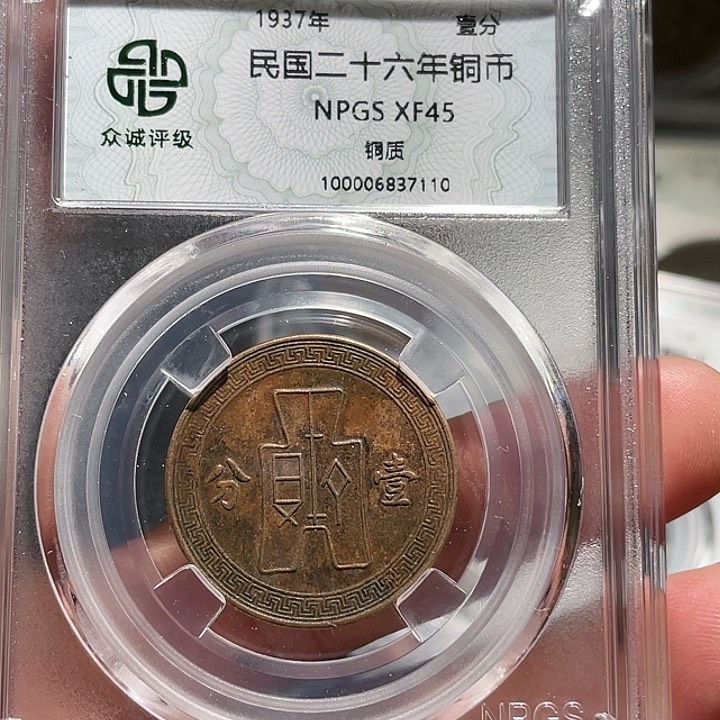 1937年 壹分
民国二十六年铜币
NPGS XF45
众诚评级
铜质
100006837110
分 壹
NPGS